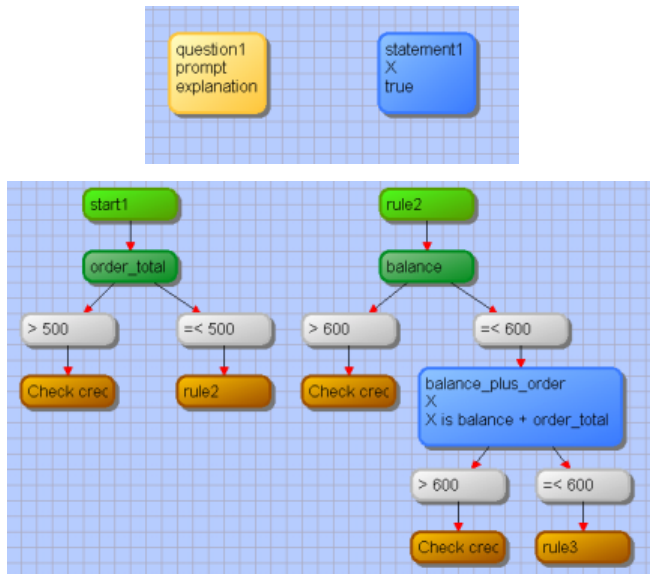 question1
prompt
explanation
statement1
X
true
start1
rule2
order_total
balance
> 500
=< 500
> 600
=< 600
Check crec
rule2
Check crec
balance_plus_order
X
X is balance + order_total
> 600
=< 600
Check crec
rule3